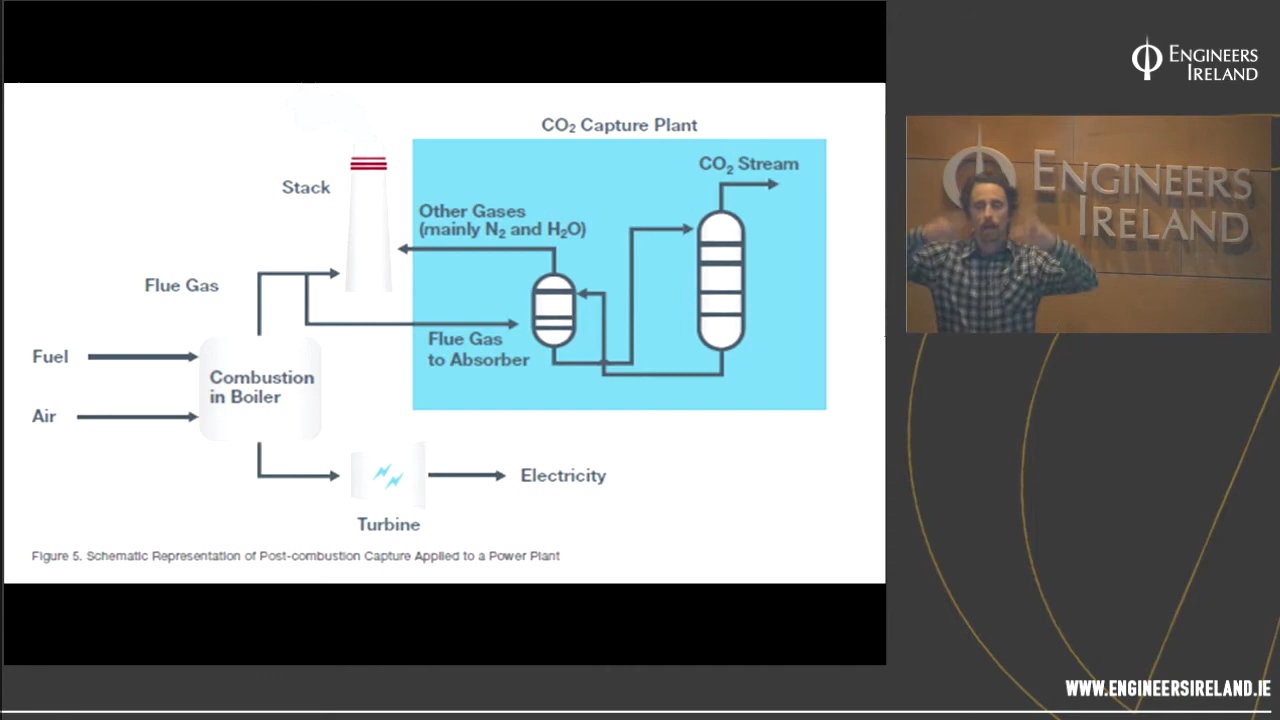 CO₂ Capture Plant
CO₂ Stream
Stack
Other Gases
(mainly N₂ and H₂O)
Flue Gas
Flue Gas
to Absorber
Fuel
Combustion
in Boiler
Air
Electricity
Turbine
Figure 5. Schematic Representation of Post-combustion Capture Applied to a Power Plant
ENGINEERS
IRELAND
ENGINEERS
IRELAND
WWW.ENGINEERSIRELAND.IE